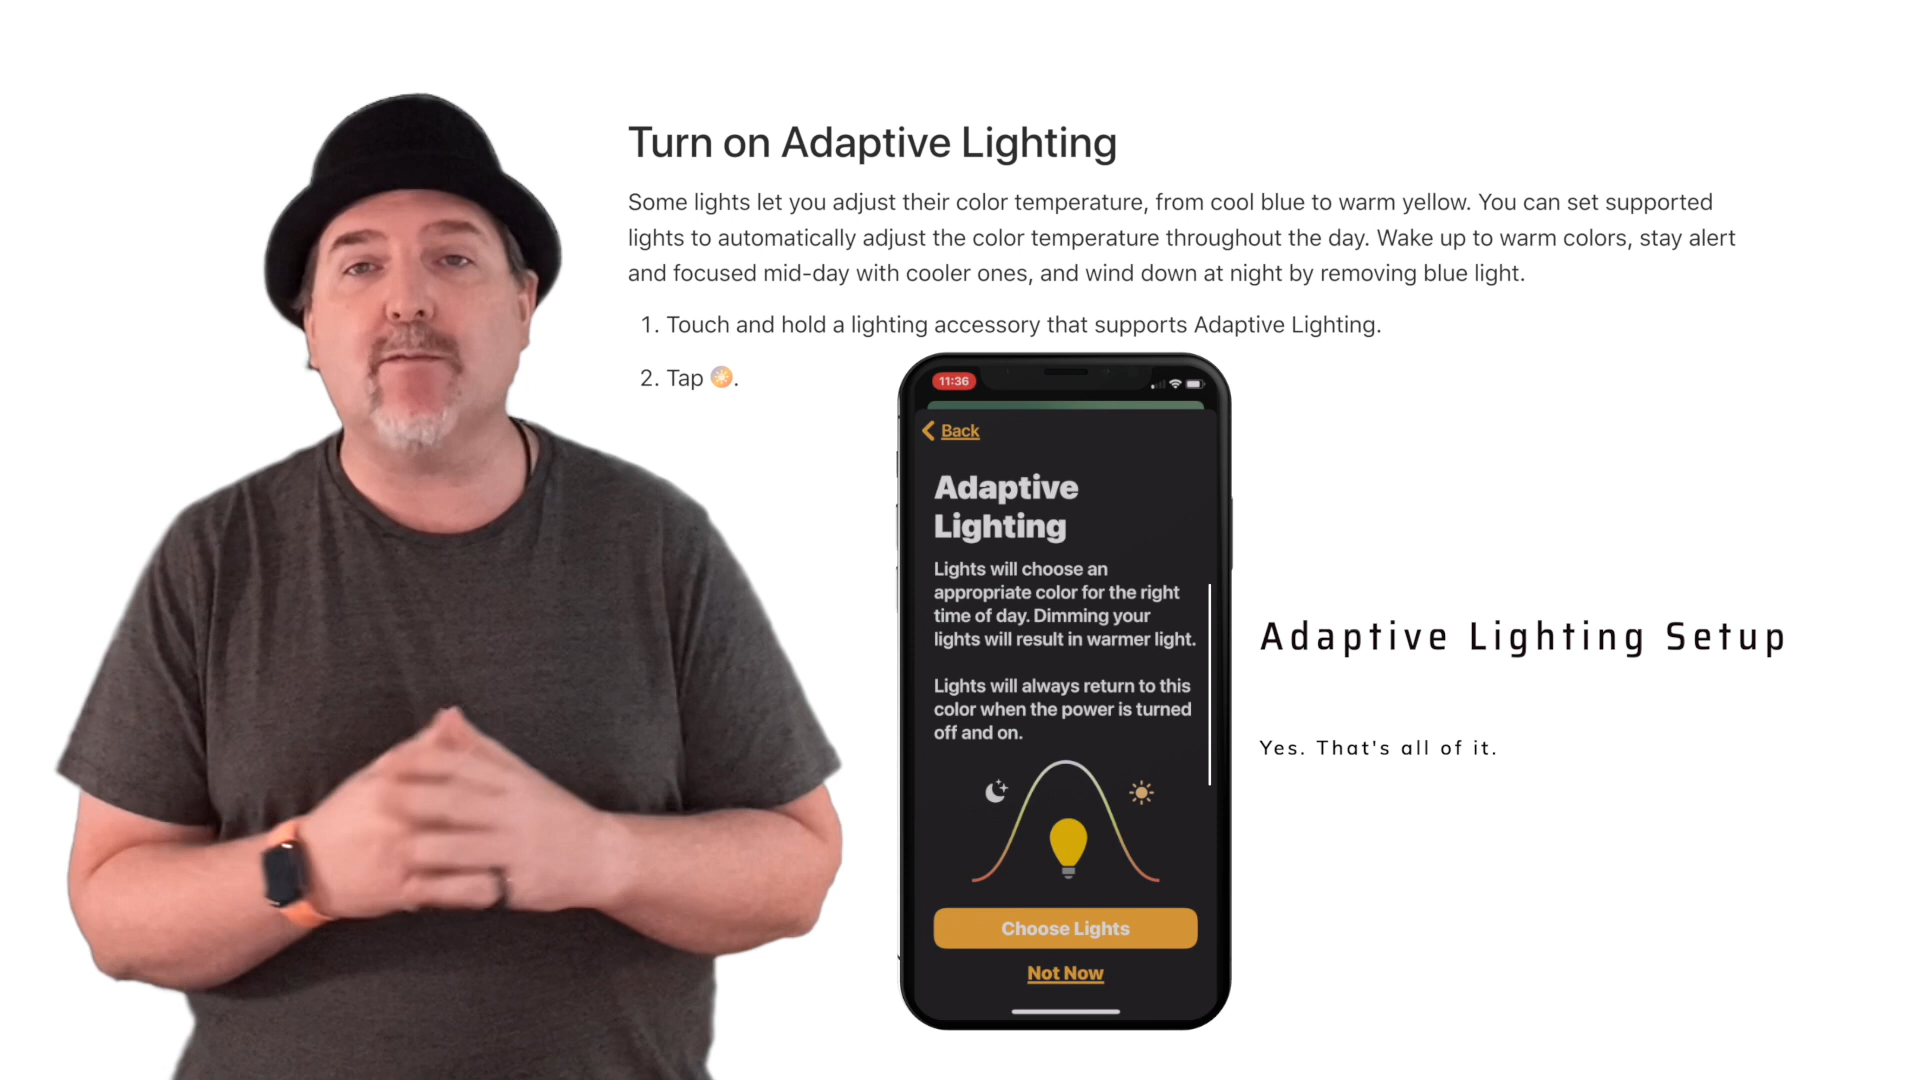 Turn on Adaptive Lighting
Some lights let you adjust their color temperature, from cool blue to warm yellow. You can set supported
lights to automatically adjust the color temperature throughout the day. Wake up to warm colors, stay alert
and focused mid-day with cooler ones, and wind down at night by removing blue light.
1. Touch and hold a lighting accessory that supports Adaptive Lighting.
2. Tap .
11:36
Back
Adaptive
Lighting
Lights will choose an
appropriate color for the right
time of day. Dimming your
lights will result in warmer light.
Lights will always return to this
color when the power is turned
off and on.
Choose Lights
Not Now
Adaptive Lighting Setup
Yes. That's all of it.